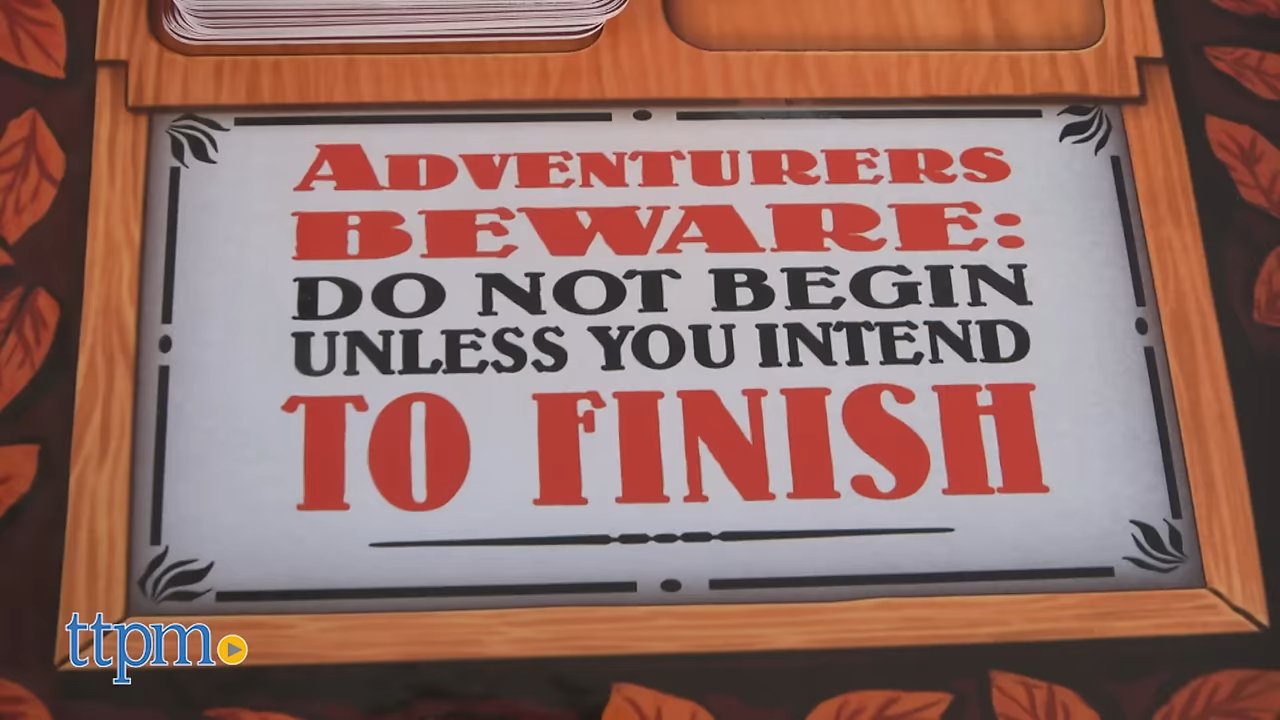 ADVENTURERS
BEWARE:
DO NOT BEGIN
UNLESS YOU INTEND
TO FINISH
ttpm